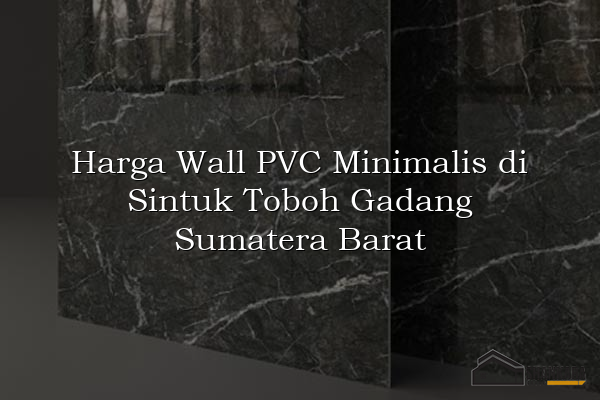 Harga Wall PVC Minimalis di
Sintuk Toboh Gadang
Sumatera Barat